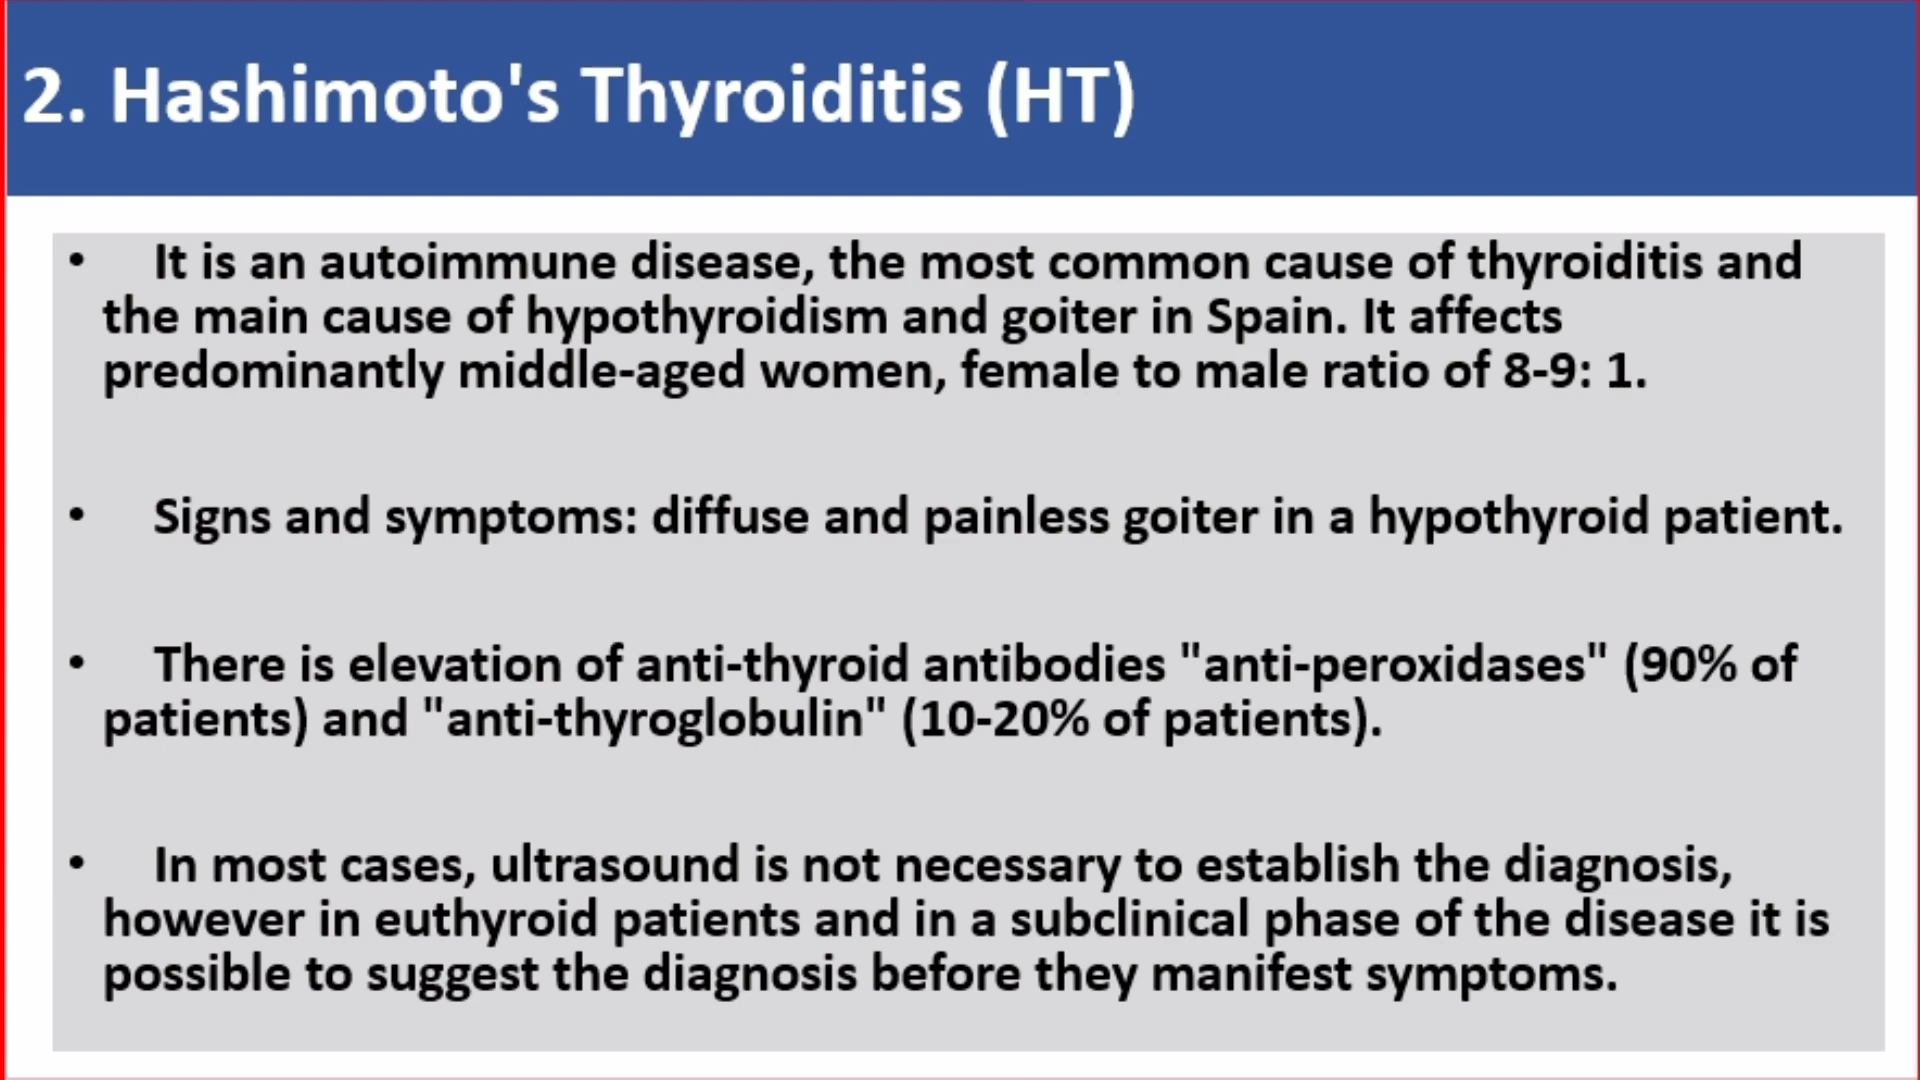 2. Hashimoto's Thyroiditis (HT)
• It is an autoimmune disease, the most common cause of thyroiditis and
the main cause of hypothyroidism and goiter in Spain. It affects
predominantly middle-aged women, female to male ratio of 8-9: 1.
• Signs and symptoms: diffuse and painless goiter in a hypothyroid patient.
• There is elevation of anti-thyroid antibodies "anti-peroxidases" (90% of
patients) and "anti-thyroglobulin" (10-20% of patients).
• In most cases, ultrasound is not necessary to establish the diagnosis,
however in euthyroid patients and in a subclinical phase of the disease it is
possible to suggest the diagnosis before they manifest symptoms.